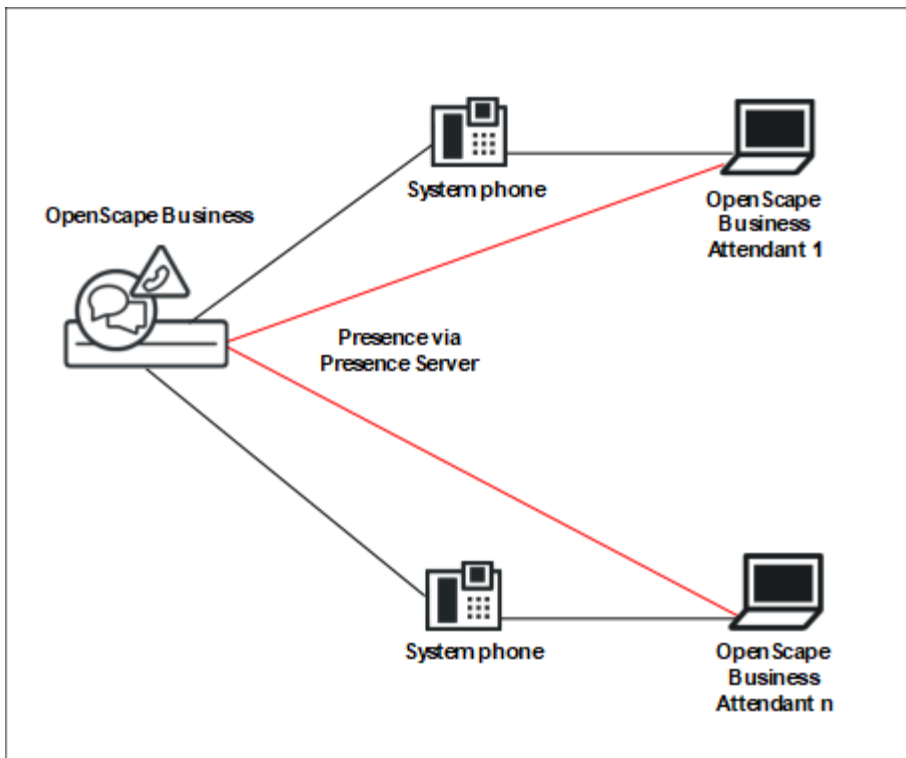 System phone
OpenScape
Business
Attendant 1
OpenScape Business
Presence via
Presence Server
System phone
OpenScape
Business
Attendant n